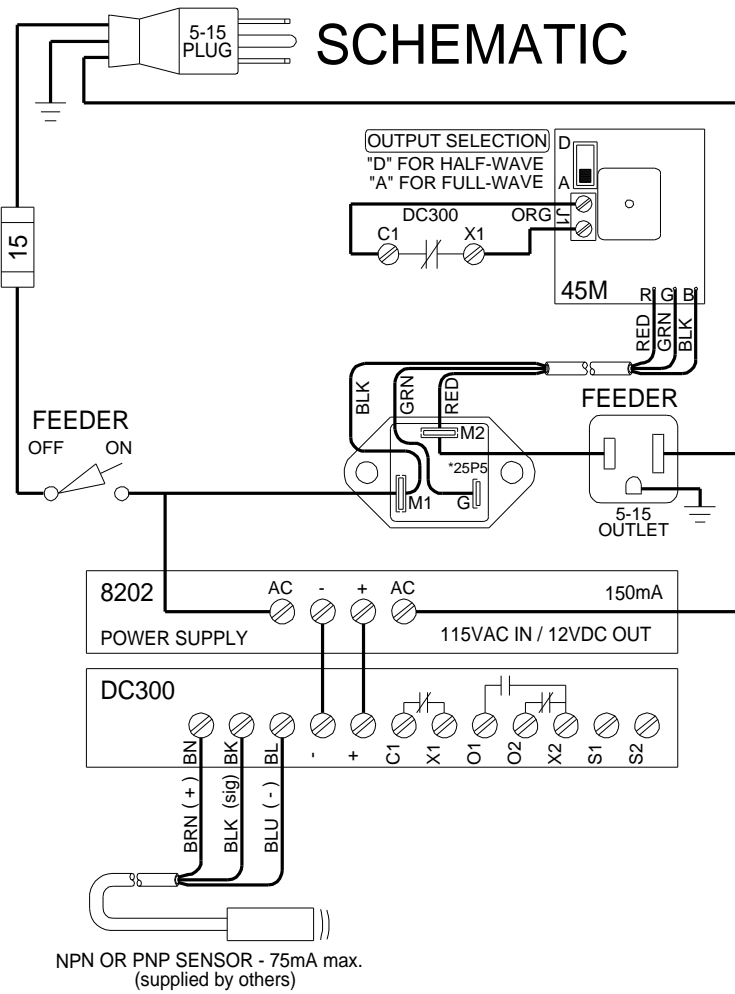 5-15
PLUG
SCHEMATIC
OUTPUT SELECTION
"D" FOR HALF-WAVE
"A" FOR FULL-WAVE
D
A
DC300
C1
X1
ORG
J1
15
45M
R G B
RED
GRN
BLK
BLK
GRN
RED
FEEDER
OFF
ON
FEEDER
M2
*25P5
M1
G
5-15
OUTLET
8202
AC
-
+
AC
150mA
POWER SUPPLY
115VAC IN / 12VDC OUT
DC300
BN
BK
BL
-
+
C1
X1
O1
O2
X2
S1
S2
BRN (+)
BLK (sig)
BLU (-)
NPN OR PNP SENSOR - 75mA max.
(supplied by others)